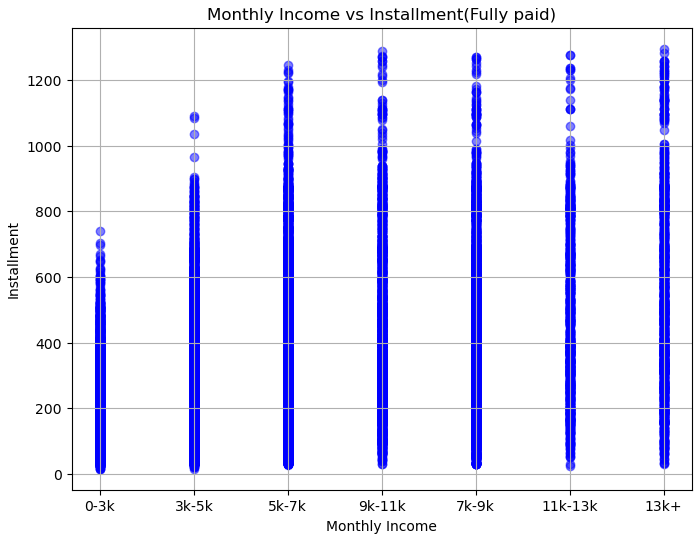 Monthly Income vs Installment(Fully paid)
Installment
1200
1000
800
600
400
200
0
0-3k 3k-5k 5k-7k 9k-11k 7k-9k 11k-13k 13k+
Monthly Income